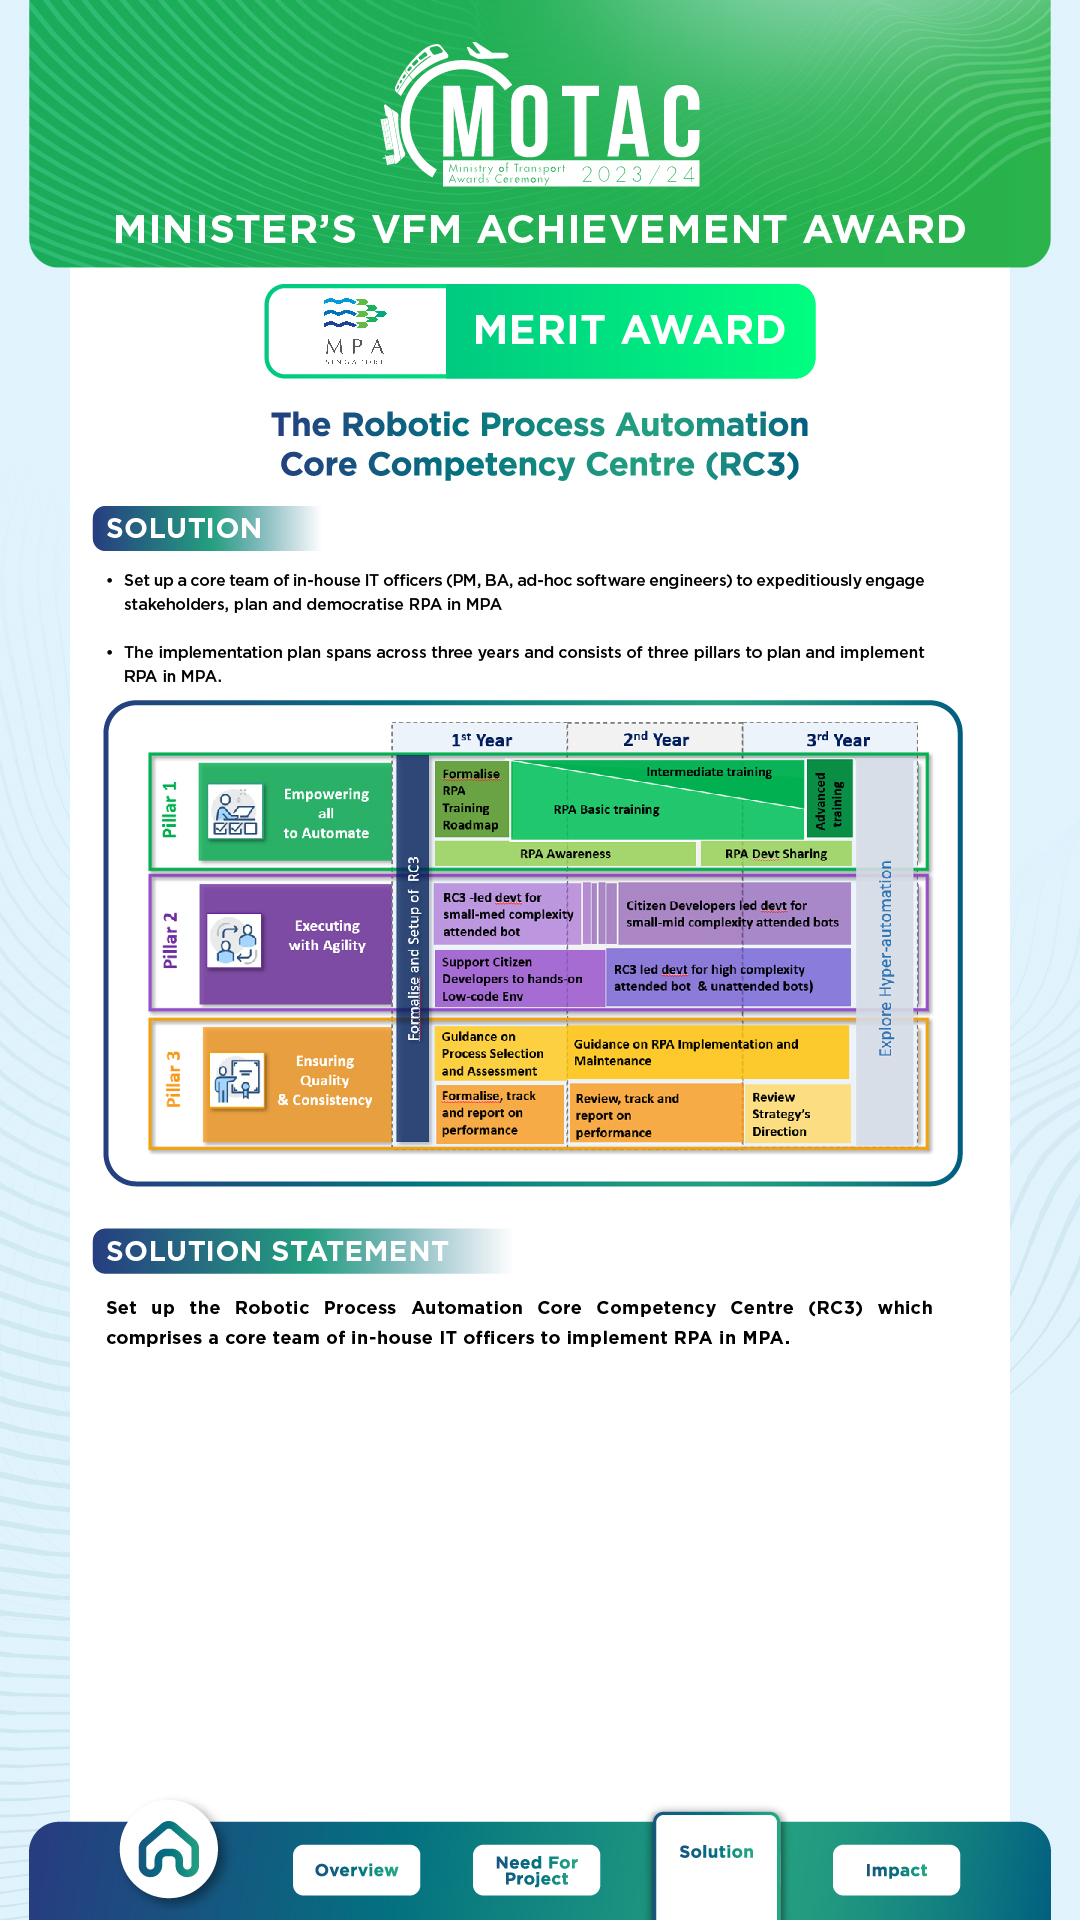 MOTAC
Ministry of Transport
Awards Ceremony
2023/24
MINISTER'S VFM ACHIEVEMENT AWARD
MPA
SINGAPORE
MERIT AWARD
The Robotic Process Automation
Core Competency Centre (RC3)
SOLUTION
• Set up a core team of in-house IT officers (PM, BA, ad-hoc software engineers) to expeditiously engage
stakeholders, plan and democratise RPA in MPA
• The implementation plan spans across three years and consists of three pillars to plan and implement
RPA in MPA.
1st Year
2nd Year
3rd Year
Pillar 1
Empowering
all
to Automate
Formalise and Setup of RC3
Formalise
RPA
Training
Roadmap
Intermediate training
RPA Basic training
Advanced
training
RPA Awareness
RPA Devt Sharing
Explore Hyper-automation
Pillar 2
Executing
with Agility
RC3 -led devt for
small-med complexity
attended bot
Citizen Developers led devt for
small-mid complexity attended bots
Support Citizen
Developers to hands-on
Low-code Env
RC3 led devt for high complexity
attended bot & unattended bots)
Pillar 3
Ensuring
Quality
& Consistency
Guidance on
Process Selection
and Assessment
Guidance on RPA Implementation and
Maintenance
Formalise, track
and report on
performance
Review, track and
report on
performance
Review
Strategy's
Direction
SOLUTION STATEMENT
Set up the Robotic Process Automation Core Competency Centre (RC3) which
comprises a core team of in-house IT officers to implement RPA in MPA.
Overview
Need For
Project
Solution
Impact